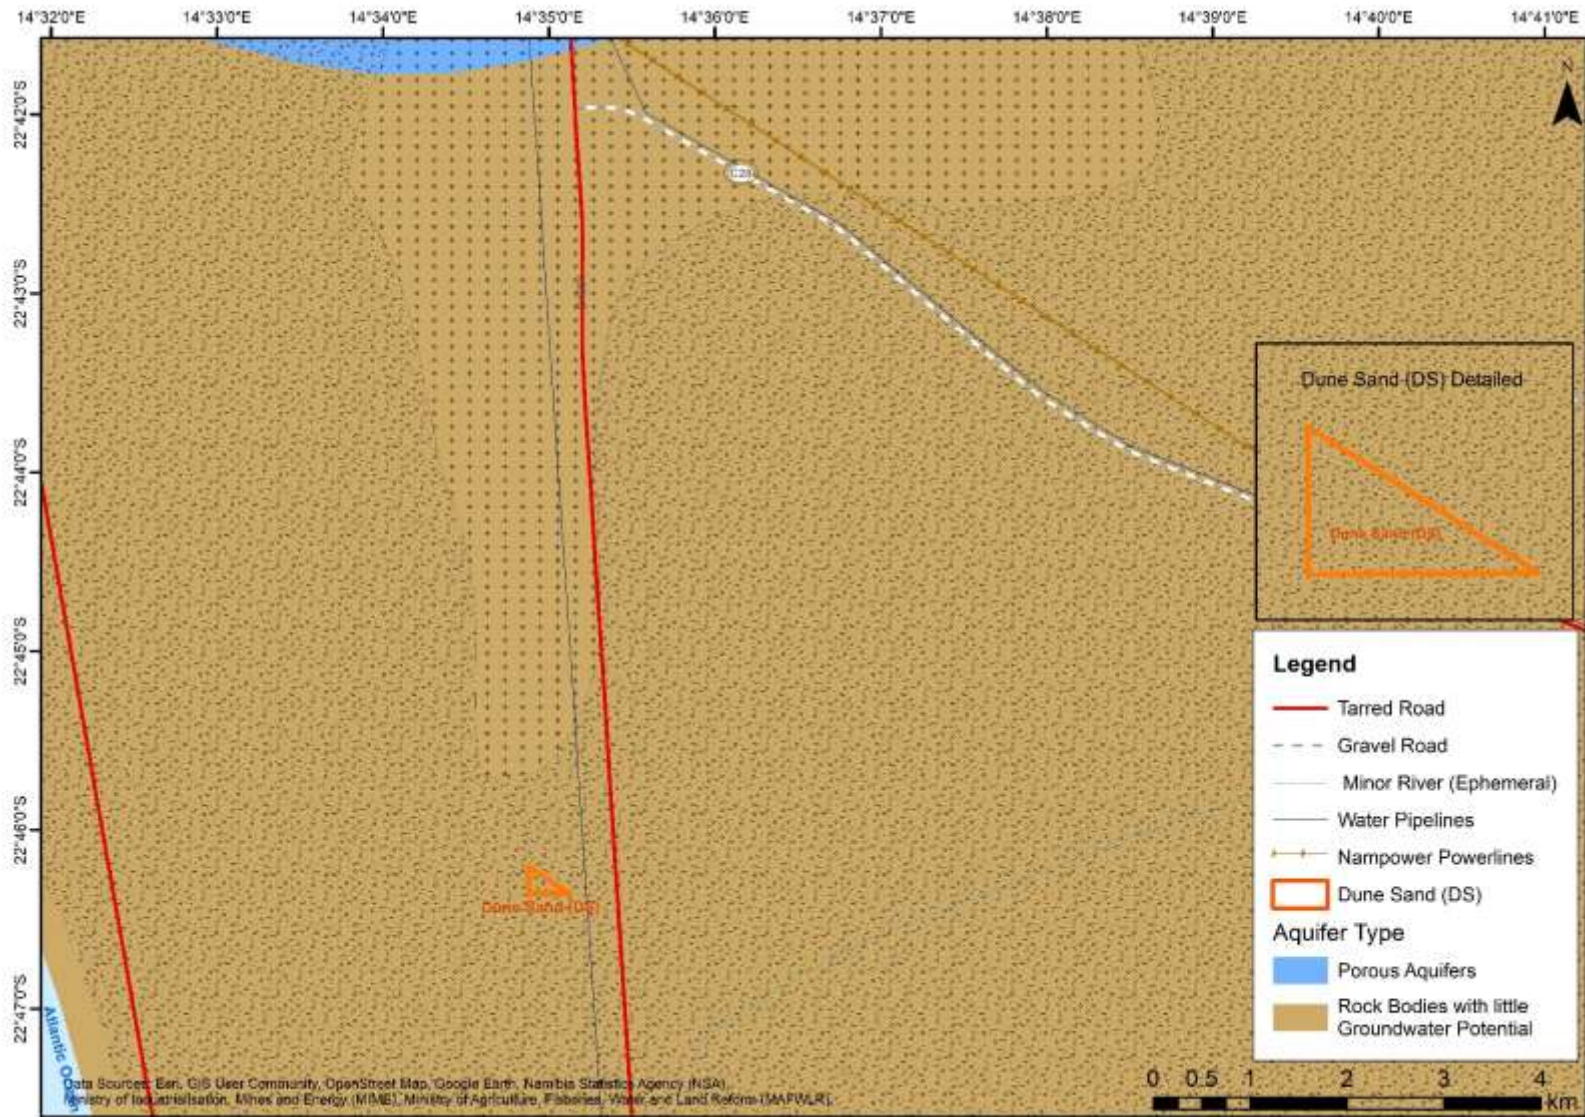 14°32'0"E 14°33'0"E 14°34'0"E 14°35'0"E 14°36'0"E 14°37'0"E 14°38'0"E 14°39'0"E 14°40'0"E 14°41'0"E
N
22°42'0"S
C28
22°43'0"S
Dune Sand (DS) Detailed
22°44'0"S
Dune Sand (DS)
22°45'0"S
Legend
Tarred Road
Gravel Road
Minor River (Ephemeral)
Water Pipelines
Nampower Powerlines
Dune Sand (DS)
Aquifer Type
Porous Aquifers
Rock Bodies with little
Groundwater Potential
22°46'0"S
Dune Sand (DS)
22°47'0"S
Atlantic Ocean
Data Sources: Esri, GIS User Community, OpenStreet Map, Google Earth, Namibia Statistics Agency (NSA),
Ministry of Industrialisation, Mines and Energy (MIME), Ministry of Agriculture, Fisheries, Water and Land Reform (MAFWLR).
0 0.5 1 2 3 4
km